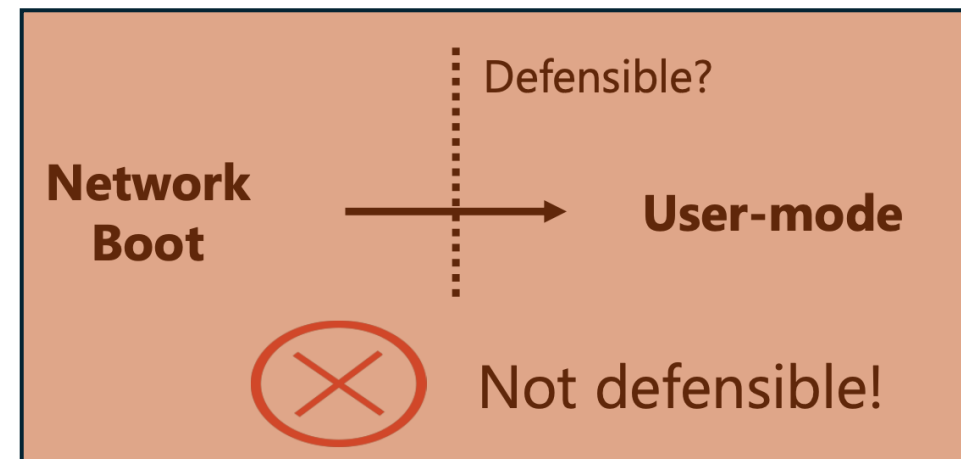 Defensible?
Network
Boot
User-mode
Not defensible!